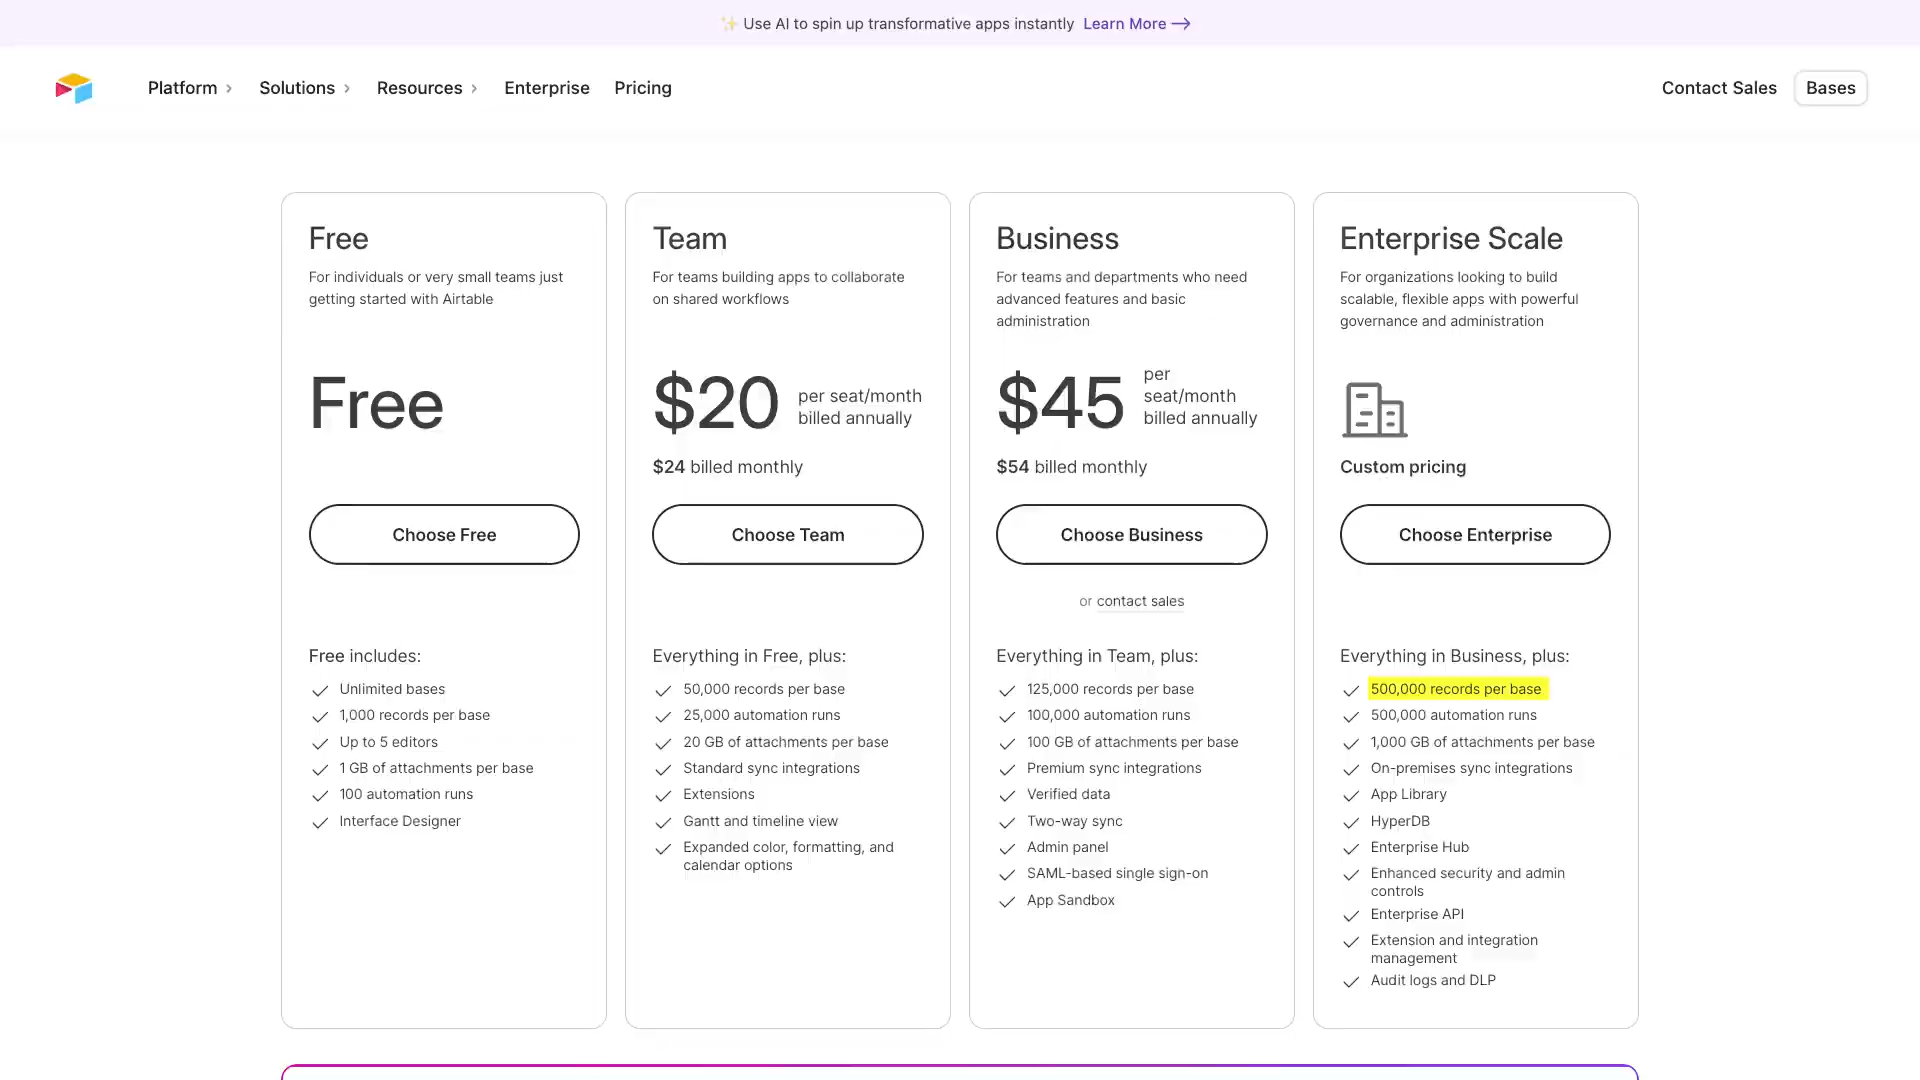 ✨ Use AI to spin up transformative apps instantly Learn More →
Platform
Solutions
Resources
Enterprise
Pricing
Contact Sales
Bases
Free
For individuals or very small teams just
getting started with Airtable
Free
Choose Free
Free includes:
Unlimited bases
1,000 records per base
Up to 5 editors
1 GB of attachments per base
100 automation runs
Interface Designer
Team
For teams building apps to collaborate
on shared workflows
$20
per seat/month
billed annually
$24 billed monthly
Choose Team
Everything in Free, plus:
50,000 records per base
25,000 automation runs
20 GB of attachments per base
Standard sync integrations
Extensions
Gantt and timeline view
Expanded color, formatting, and
calendar options
Business
For teams and departments who need
advanced features and basic
administration
$45
per
seat/month
billed annually
$54 billed monthly
Choose Business
or contact sales
Everything in Team, plus:
125,000 records per base
100,000 automation runs
100 GB of attachments per base
Premium sync integrations
Verified data
Two-way sync
Admin panel
SAML-based single sign-on
App Sandbox
Enterprise Scale
For organizations looking to build
scalable, flexible apps with powerful
governance and administration
Custom pricing
Choose Enterprise
Everything in Business, plus:
500,000 records per base
500,000 automation runs
1,000 GB of attachments per base
On-premises sync integrations
App Library
HyperDB
Enterprise Hub
Enhanced security and admin
controls
Enterprise API
Extension and integration
management
Audit logs and DLP